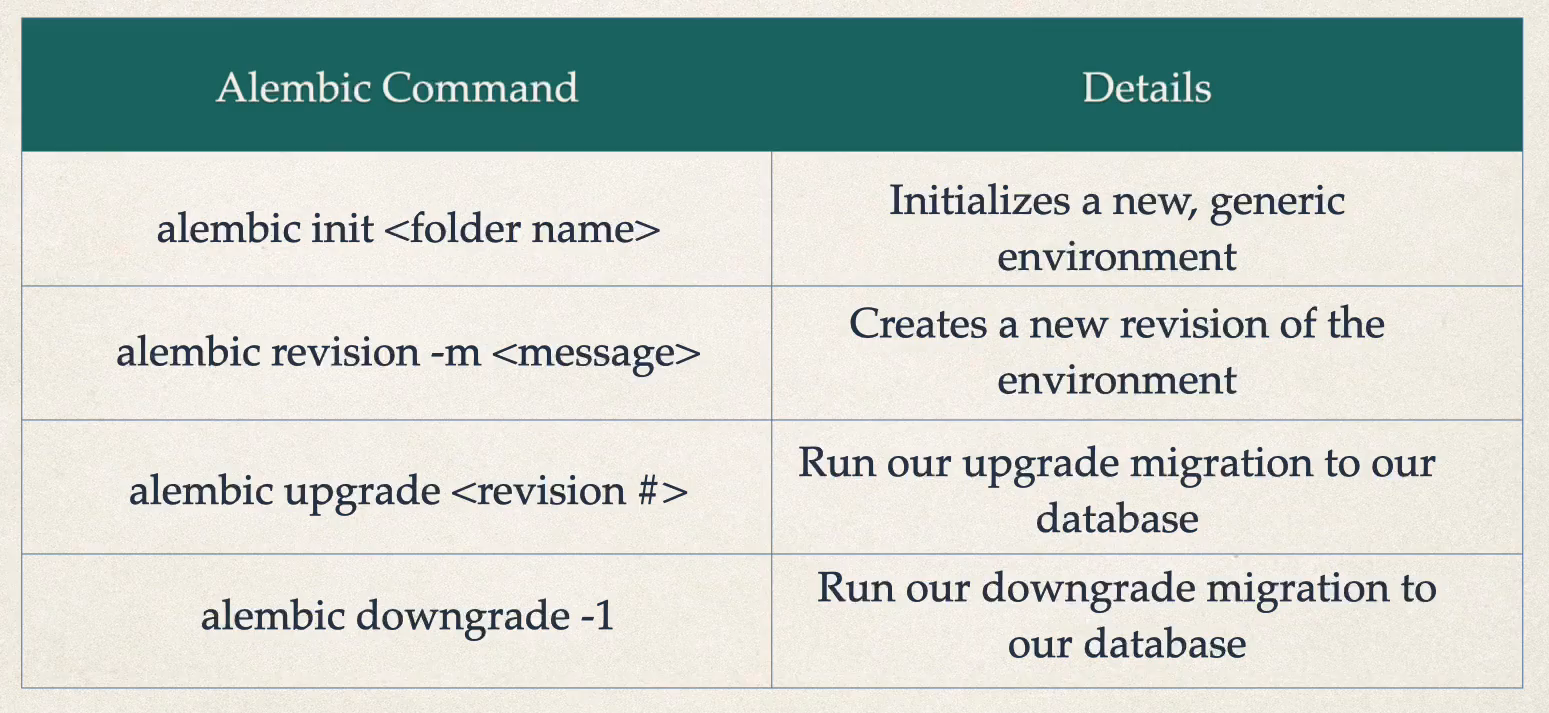 Alembic Command
Details
alembic init <folder name>
Initializes a new, generic
environment
alembic revision -m <message>
Creates a new revision of the
environment
alembic upgrade <revision #>
Run our upgrade migration to our
database
alembic downgrade -1
Run our downgrade migration to
our database